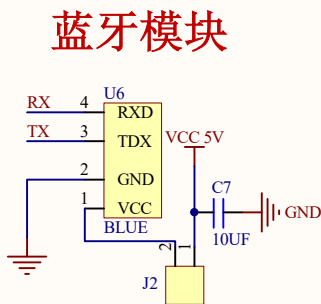 蓝牙模块
U6
RX 4 RXD
TX 3 TDX
2 GND
1 VCC
BLUE
VCC 5V
C7
GND
10UF
2 1
J2